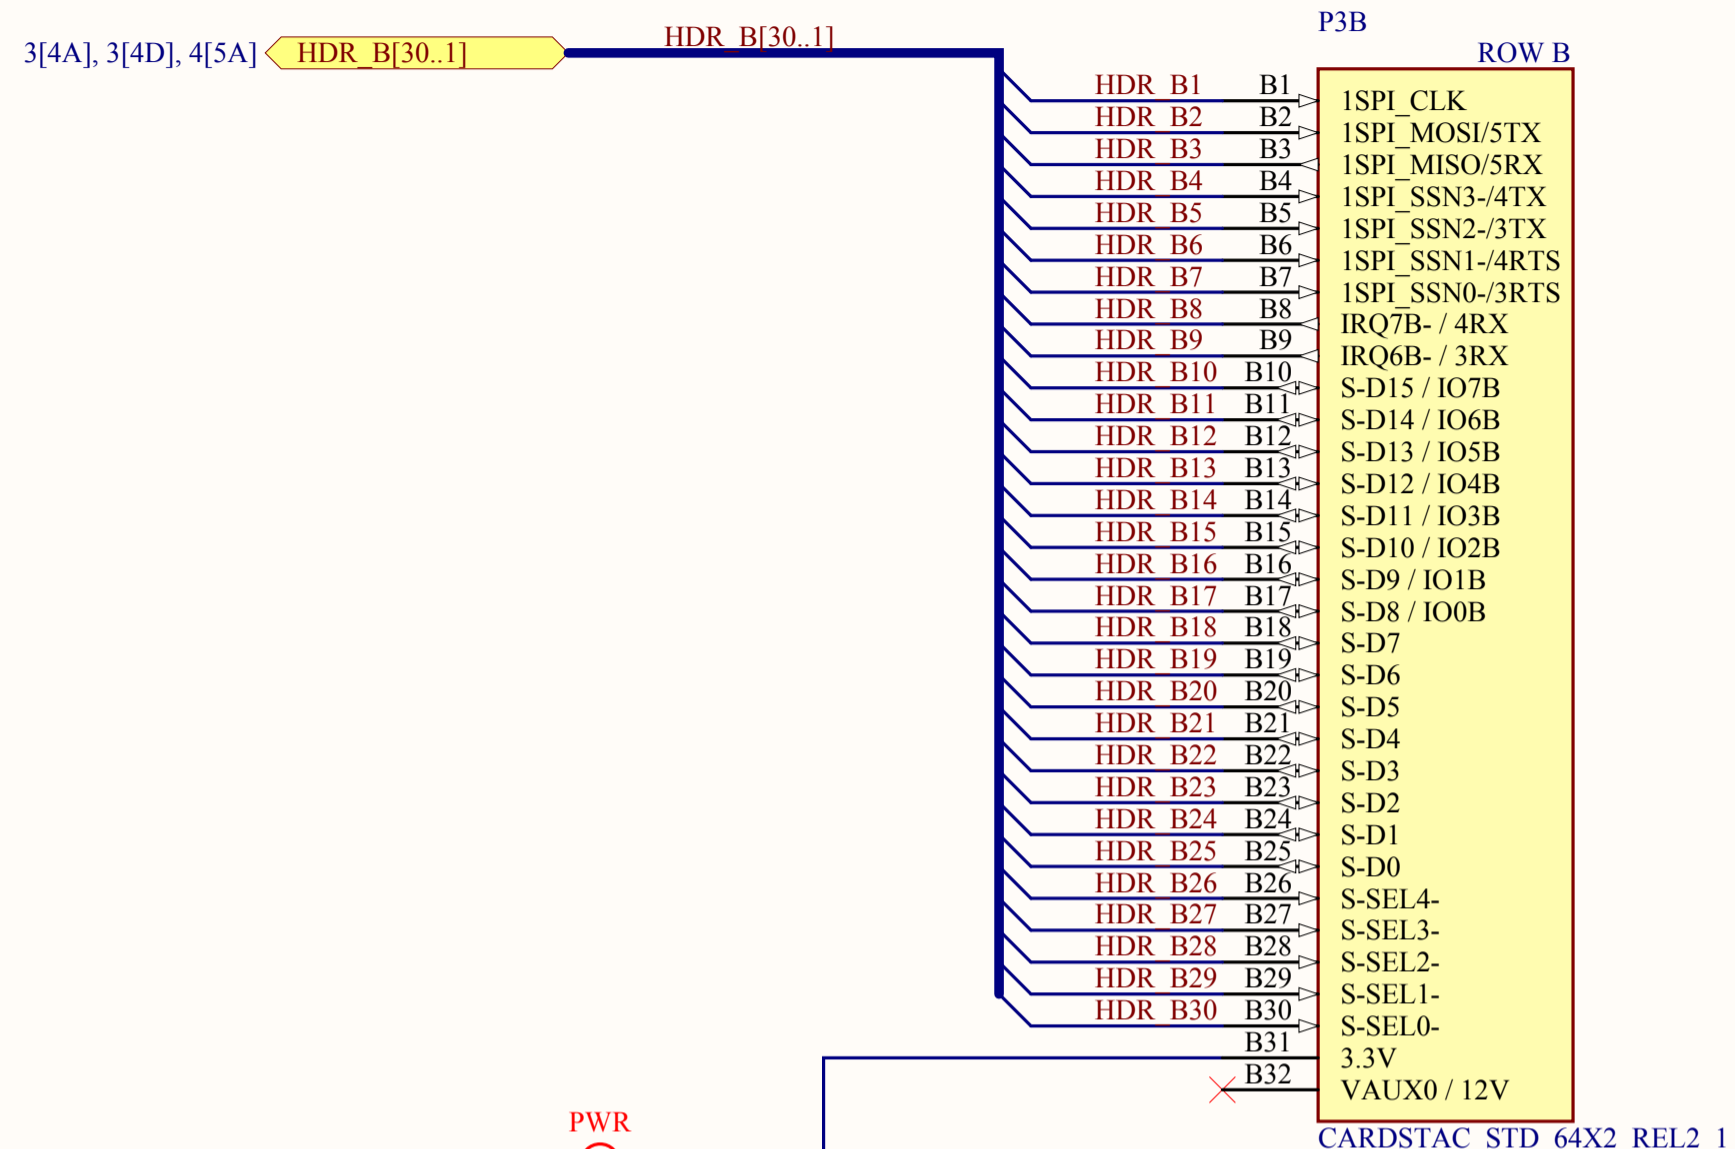 P3B
3[4A], 3[4D], 4[5A] HDR_B[30..1] HDR_B[30..1] ROW B
HDR_B1 B1 1SPI_CLK
HDR_B2 B2 1SPI_MOSI/5TX
HDR_B3 B3 1SPI_MISO/5RX
HDR_B4 B4 1SPI_SSN3-/4TX
HDR_B5 B5 1SPI_SSN2-/3TX
HDR_B6 B6 1SPI_SSN1-/4RTS
HDR_B7 B7 1SPI_SSN0-/3RTS
HDR_B8 B8 IRQ7B- / 4RX
HDR_B9 B9 IRQ6B- / 3RX
HDR_B10 B10 S-D15 / IO7B
HDR_B11 B11 S-D14 / IO6B
HDR_B12 B12 S-D13 / IO5B
HDR_B13 B13 S-D12 / IO4B
HDR_B14 B14 S-D11 / IO3B
HDR_B15 B15 S-D10 / IO2B
HDR_B16 B16 S-D9 / IO1B
HDR_B17 B17 S-D8 / IO0B
HDR_B18 B18 S-D7
HDR_B19 B19 S-D6
HDR_B20 B20 S-D5
HDR_B21 B21 S-D4
HDR_B22 B22 S-D3
HDR_B23 B23 S-D2
HDR_B24 B24 S-D1
HDR_B25 B25 S-D0
HDR_B26 B26 S-SEL4-
HDR_B27 B27 S-SEL3-
HDR_B28 B28 S-SEL2-
HDR_B29 B29 S-SEL1-
HDR_B30 B30 S-SEL0-
B31 3.3V
B32 VAUX0 / 12V
PWR
CARDSTAC_STD_64X2_REL2_1